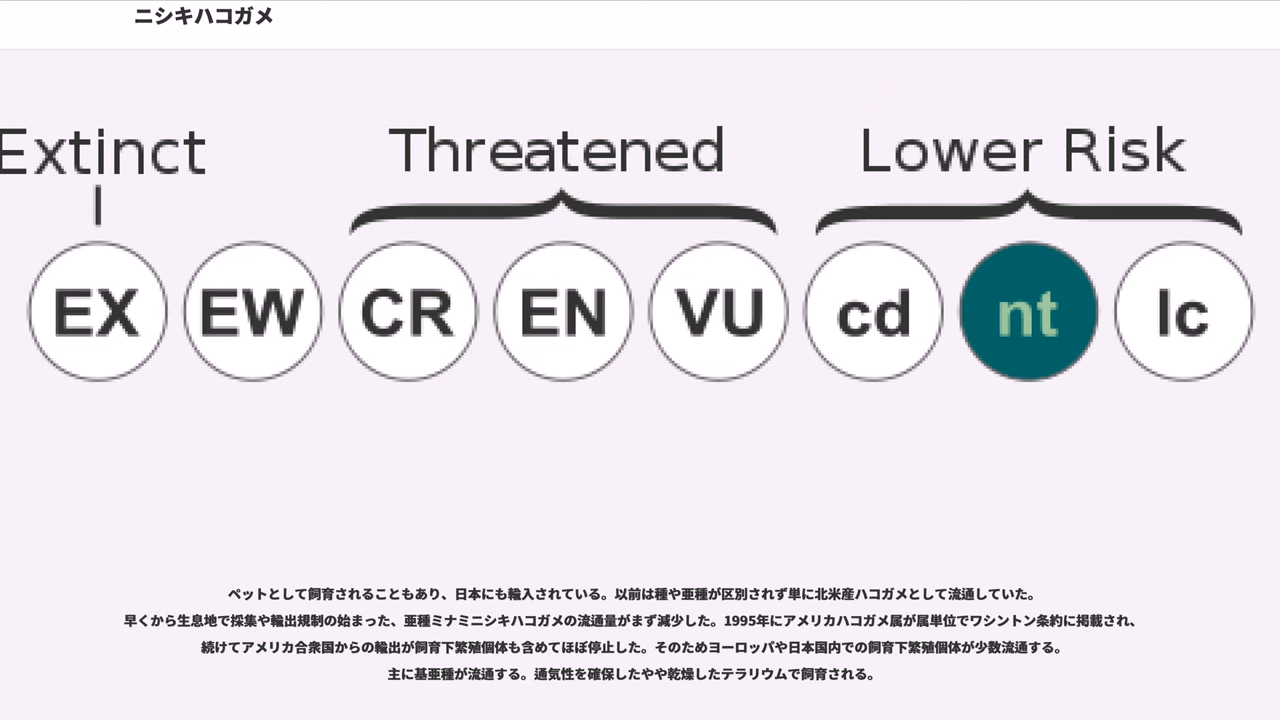 ニシキハコガメ
Extinct Threatened Lower Risk
EX EW CR EN VU cd nt lc
ペットとして飼育されることもあり、日本にも輸入されている。以前は種や亜種が区別されず単に北米産ハコガメとして流通していた。
早くから生息地で採集や輸出規制の始まった、亜種ミナミニシキハコガメの流通量がまず減少した。1995年にアメリカハコガメ属が属単位でワシントン条約に掲載され、
続けてアメリカ合衆国からの輸出が飼育下繁殖個体も含めてほぼ停止した。そのためヨーロッパや日本国内での飼育下繁殖個体が少数流通する。
主に基亜種が流通する。通気性を確保したやや乾燥したテラリウムで飼育される。